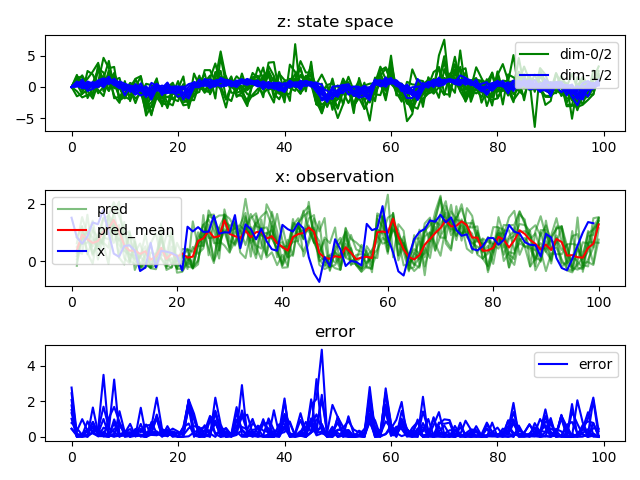 z: state space
5
0
−5
dim-0/2
dim-1/2
0 20 40 60 80 100
x: observation
2
0
pred
pred_mean
x
0 20 40 60 80 100
error
4
2
0
error
0 20 40 60 80 100